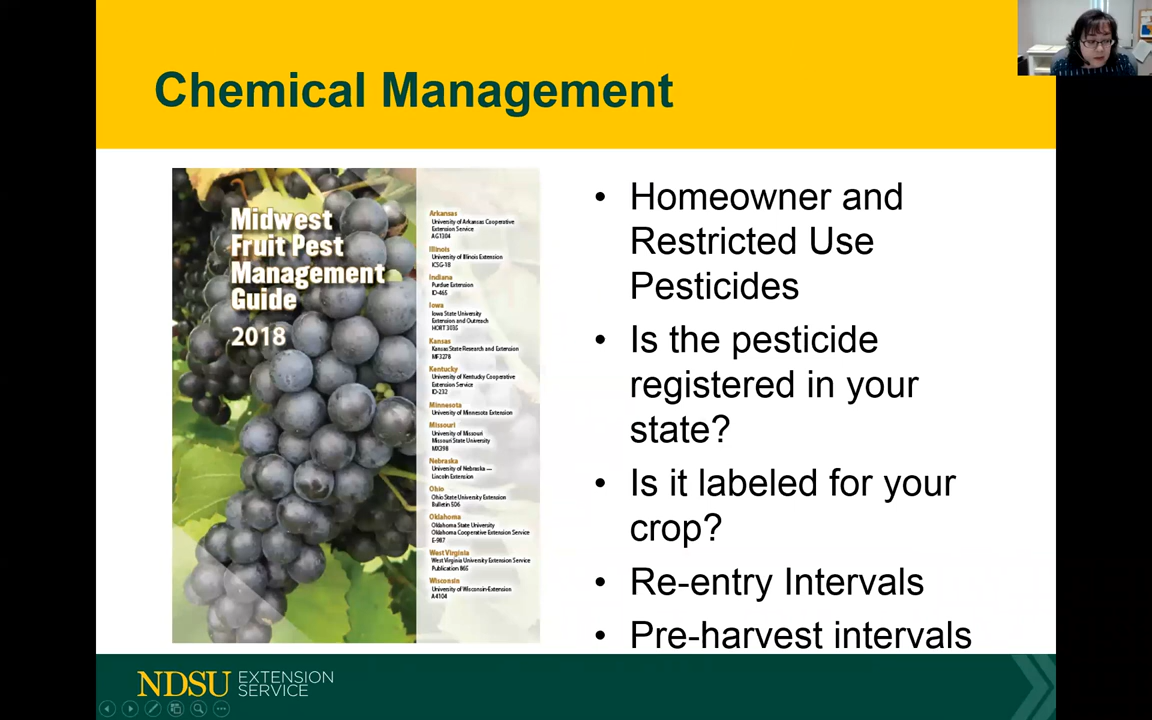 Chemical Management
Midwest
Fruit Pest
Management
Guide
2018
Arkansas
University of Arkansas Cooperative
Extension Service
AG1304
Illinois
University of Illinois Extension
ICSG-18
Indiana
Purdue Extension
ID-465
Iowa
Iowa State University
Extension and Outreach
HORT 3035
Kansas
Kansas State Research and Extension
MF3278
Kentucky
University of Kentucky Cooperative
Extension Service
ID-232
Minnesota
University of Minnesota Extension
Missouri
University of Missouri
Missouri State University
MX398
Nebraska
University of Nebraska —
Lincoln Extension
Ohio
Ohio State University Extension
Bulletin 506
Oklahoma
Oklahoma State University
Oklahoma Cooperative Extension Service
E-987
West Virginia
West Virginia University Extension Service
Publication 865
Wisconsin
University of Wisconsin-Extension
A4104
• Homeowner and
Restricted Use
Pesticides
• Is the pesticide
registered in your
state?
• Is it labeled for your
crop?
• Re-entry Intervals
• Pre-harvest intervals
NDSU EXTENSION
SERVICE